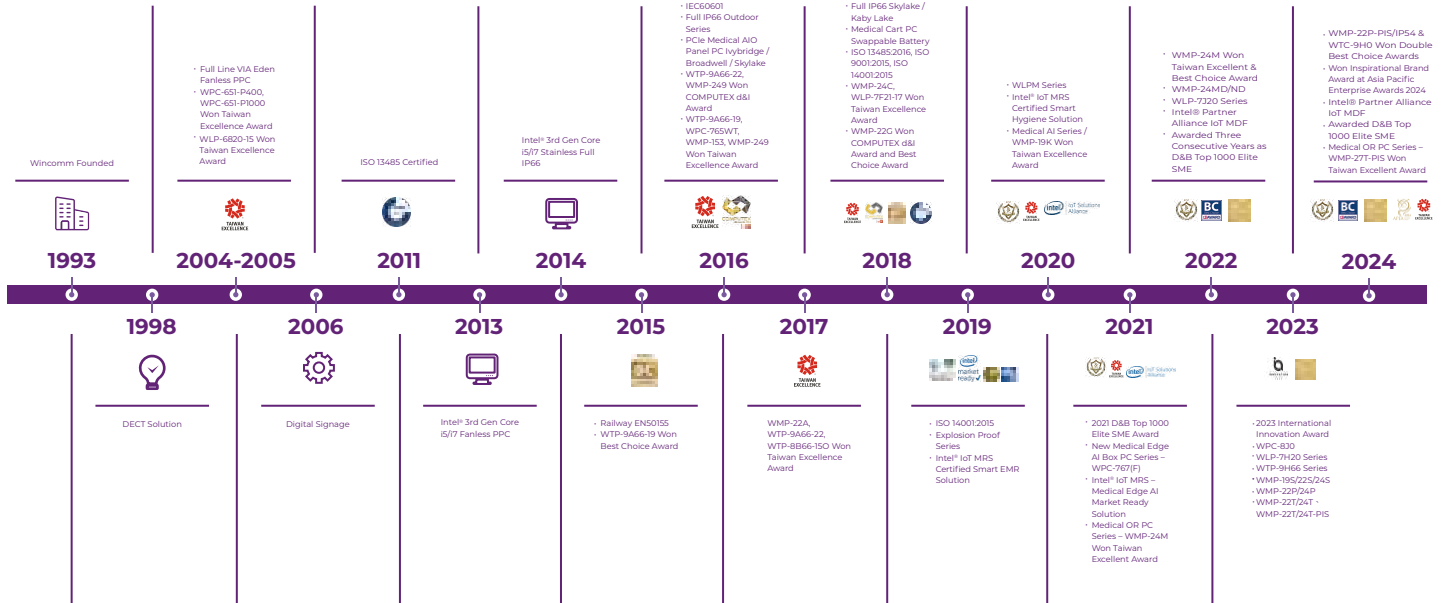 Wincomm Founded
1993
· Full Line VIA Eden
Fanless PPC
· WPC-651-P400,
WPC-651-P1000
Won Taiwan
Excellence Award
· WLP-6820-15 Won
Taiwan Excellence
Award
TAIWAN
EXCELLENCE
2004-2005
ISO 13485 Certified
2011
Intel® 3rd Gen Core
i5/i7 Stainless Full
IP66
2014
· IEC60601
· Full IP66 Outdoor
Series
· PCIe Medical AIO
Panel PC Ivybridge /
Broadwell / Skylake
· WTP-9A66-22,
WMP-249 Won
COMPUTEX d&I
Award
· WTP-9A66-19,
WPC-765WT,
WMP-153, WMP-249
Won Taiwan
Excellence Award
TAIWAN
EXCELLENCE
COMPUTEX
2016
· Full IP66 Skylake /
Kaby Lake
· Medical Cart PC
Swappable Battery
· ISO 13485:2016, ISO
9001:2015, ISO
14001:2015
· WMP-24C,
WLP-7F21-17 Won
Taiwan Excellence
Award
· WMP-22G Won
COMPUTEX d&I
Award and Best
Choice Award
2018
· WLPM Series
· Intel® IoT MRS
Certified Smart
Hygiene Solution
· Medical AI Series /
WMP-19K Won
Taiwan Excellence
Award
intel IoT Solutions
Alliance
2020
· WMP-24M Won
Taiwan Excellent &
Best Choice Award
· WMP-24MD/ND
· WLP-7J20 Series
· Intel® Partner
Alliance IoT MDF
· Awarded Three
Consecutive Years as
D&B Top 1000 Elite
SME
BC
AWARD
2022
· WMP-22P-PIS/IP54 &
WTC-9H0 Won Double
Best Choice Awards
· Won Inspirational Brand
Award at Asia Pacific
Enterprise Awards 2024
· Intel® Partner Alliance
IoT MDF
· Awarded D&B Top
1000 Elite SME
· Medical OR PC Series –
WMP-27T-PIS Won
Taiwan Excellent Award
BC
AWARD
2024
1998
DECT Solution
2006
Digital Signage
2013
Intel® 3rd Gen Core
i5/i7 Fanless PPC
2015
· Railway EN50155
· WTP-9A66-19 Won
Best Choice Award
2017
TAIWAN
EXCELLENCE
WMP-22A,
WTP-9A66-22,
WTP-8B66-15O Won
Taiwan Excellence
Award
2019
intel
market
ready
· ISO 14001:2015
· Explosion Proof
Series
· Intel® IoT MRS
Certified Smart EMR
Solution
2021
intel IoT Solutions
Alliance
· 2021 D&B Top 1000
Elite SME Award
· New Medical Edge
AI Box PC Series –
WPC-767(F)
· Intel® IoT MRS –
Medical Edge AI
Market Ready
Solution
· Medical OR PC
Series – WMP-24M
Won Taiwan
Excellent Award
2023
· 2023 International
Innovation Award
· WPC-8J0
· WLP-7H20 Series
· WTP-9H66 Series
· WMP-19S/22S/24S
· WMP-22P/24P
· WMP-22T/24T -
WMP-22T/24T-PIS